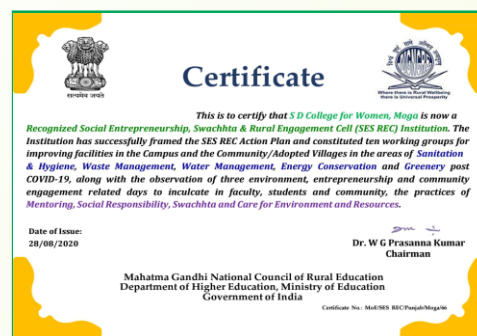 सत्यमेव जयते
Certificate
Where there is Rural Wellbeing
there is Universal Prosperity
This is to certify that S D College for Women, Moga is now a
Recognized Social Entrepreneurship, Swachhta & Rural Engagement Cell (SES REC) Institution. The
Institution has successfully framed the SES REC Action Plan and constituted ten working groups for
improving facilities in the Campus and the Community/Adopted Villages in the areas of Sanitation
& Hygiene, Waste Management, Water Management, Energy Conservation and Greenery post
COVID-19, along with the observation of three environment, entrepreneurship and community
engagement related days to inculcate in faculty, students and community, the practices of
Mentoring, Social Responsibility, Swachhta and Care for Environment and Resources.
Date of Issue:
28/08/2020
Dr. W G Prasanna Kumar
Chairman
Mahatma Gandhi National Council of Rural Education
Department of Higher Education, Ministry of Education
Government of India
Certificate No.: MoE/SES REC/Punjab/Moga/66